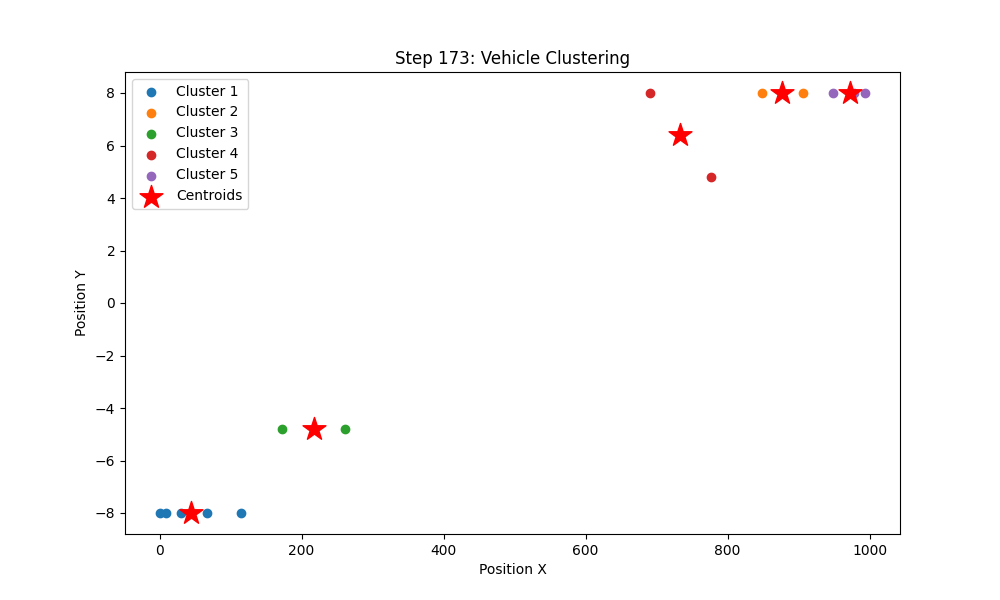 Step 173: Vehicle Clustering
Cluster 1
Cluster 2
Cluster 3
Cluster 4
Cluster 5
Centroids
Position Y
8
6
4
2
0
−2
−4
−6
−8
0 200 400 600 800 1000
Position X